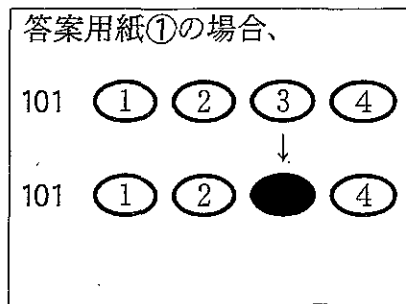 答案用紙①の場合、
101 ① ② ③ ④
↓
101 ① ② ④